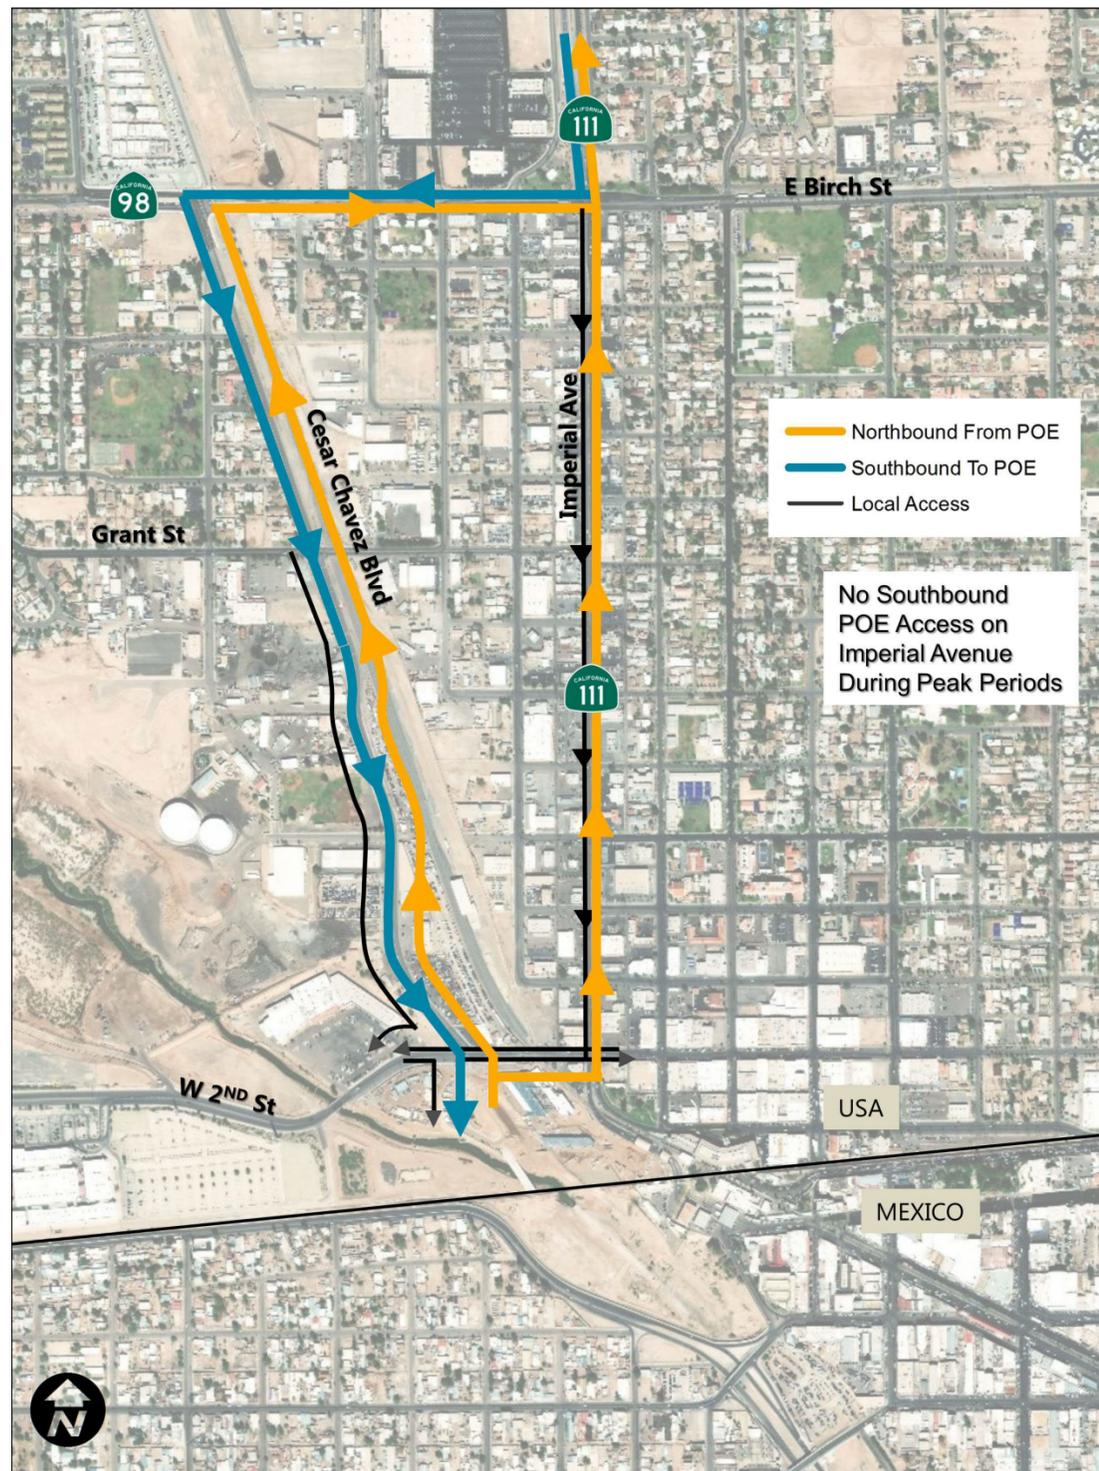 CALIFORNIA
111
CALIFORNIA
98
E Birch St
Imperial Ave
Cesar Chavez Blvd
Northbound From POE
Southbound To POE
Local Access
Grant St
No Southbound
POE Access on
Imperial Avenue
During Peak Periods
CALIFORNIA
111
W 2ND St
USA
MEXICO
N